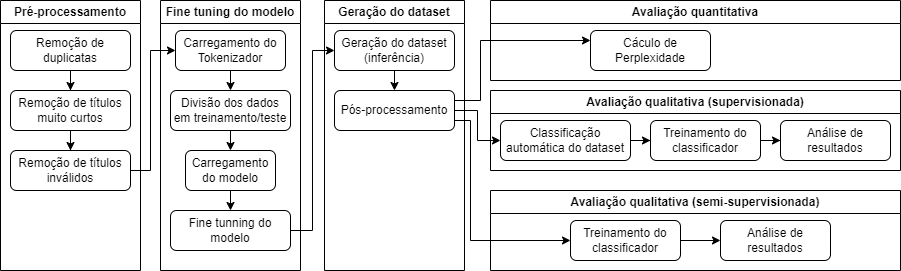 Pré-processamento
Remoção de
duplicatas
Remoção de títulos
muito curtos
Remoção de títulos
inválidos
Fine tuning do modelo
Carregamento do
Tokenizador
Divisão dos dados
em treinamento/teste
Carregamento
do modelo
Fine tunning do
modelo
Geração do dataset
Geração do dataset
(inferência)
Pós-processamento
Avaliação quantitativa
Cáculo de
Perplexidade
Avaliação qualitativa (supervisionada)
Classificação
automática do dataset
Treinamento do
classificador
Análise de
resultados
Avaliação qualitativa (semi-supervisionada)
Treinamento do
classificador
Análise de
resultados